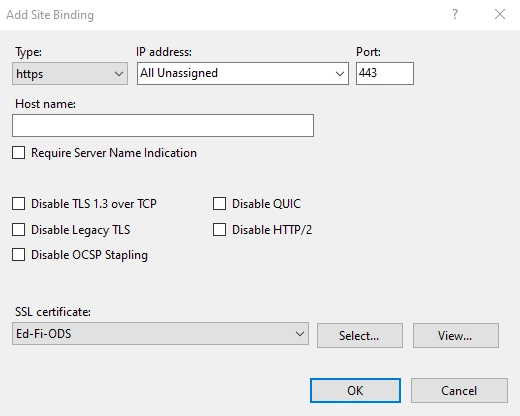 Add Site Binding ?
Type: IP address: Port:
https All Unassigned 443
Host name:
Require Server Name Indication
Disable TLS 1.3 over TCP Disable QUIC
Disable Legacy TLS Disable HTTP/2
Disable OCSP Stapling
SSL certificate:
Ed-Fi-ODS Select... View...
OK Cancel